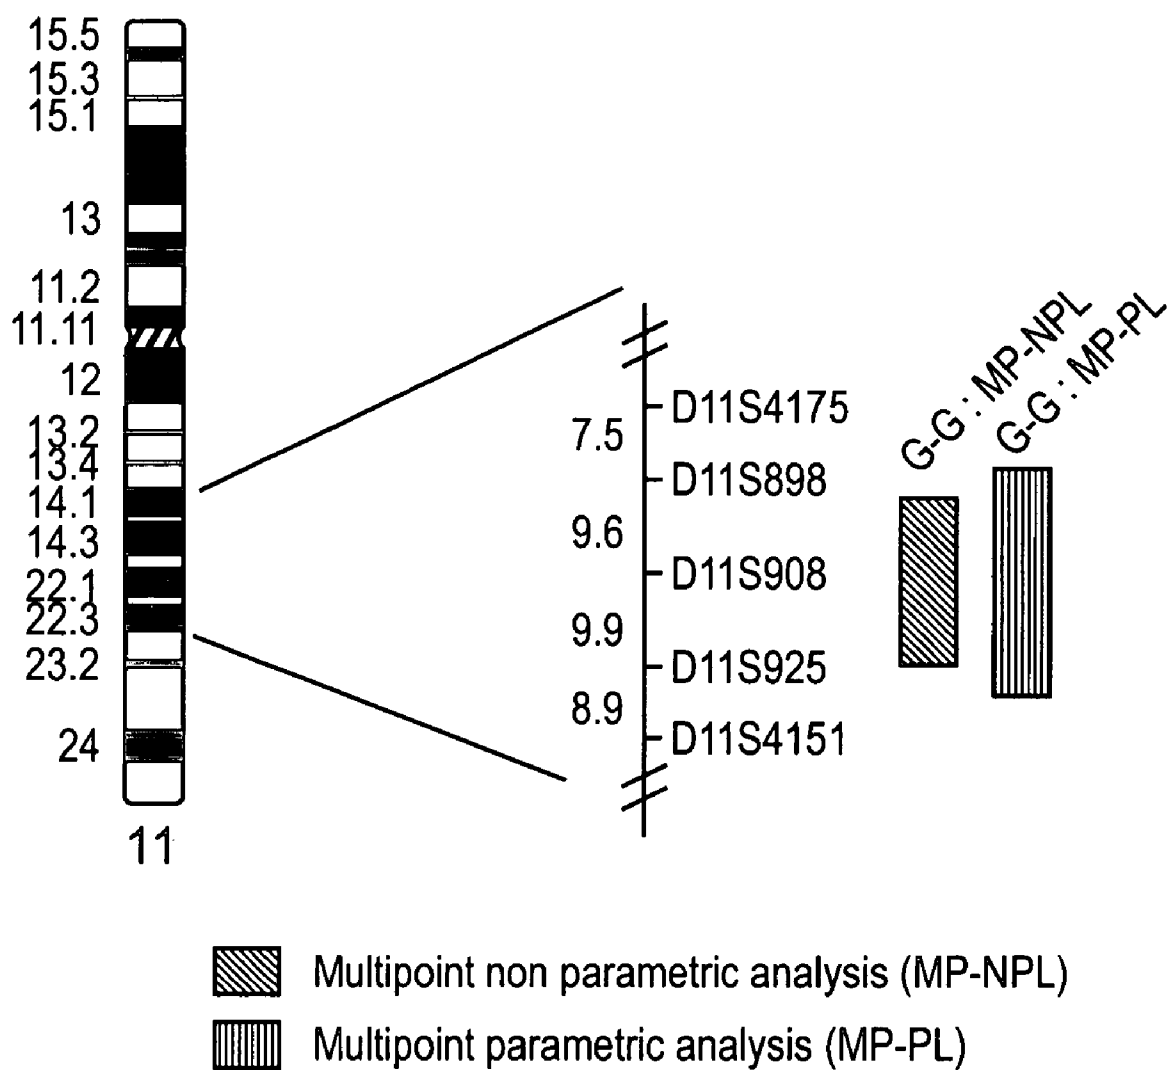 15.5
15.3
15.1
13
11.2
11.11
12
13.2
13.4
14.1
14.3
22.1
22.3
23.2
24
11
7.5
9.6
9.9
8.9
D11S4175
D11S898
D11S908
D11S925
D11S4151
G-G : MP-NPL
G-G : MP-PL
Multipoint non parametric analysis (MP-NPL)
Multipoint parametric analysis (MP-PL)